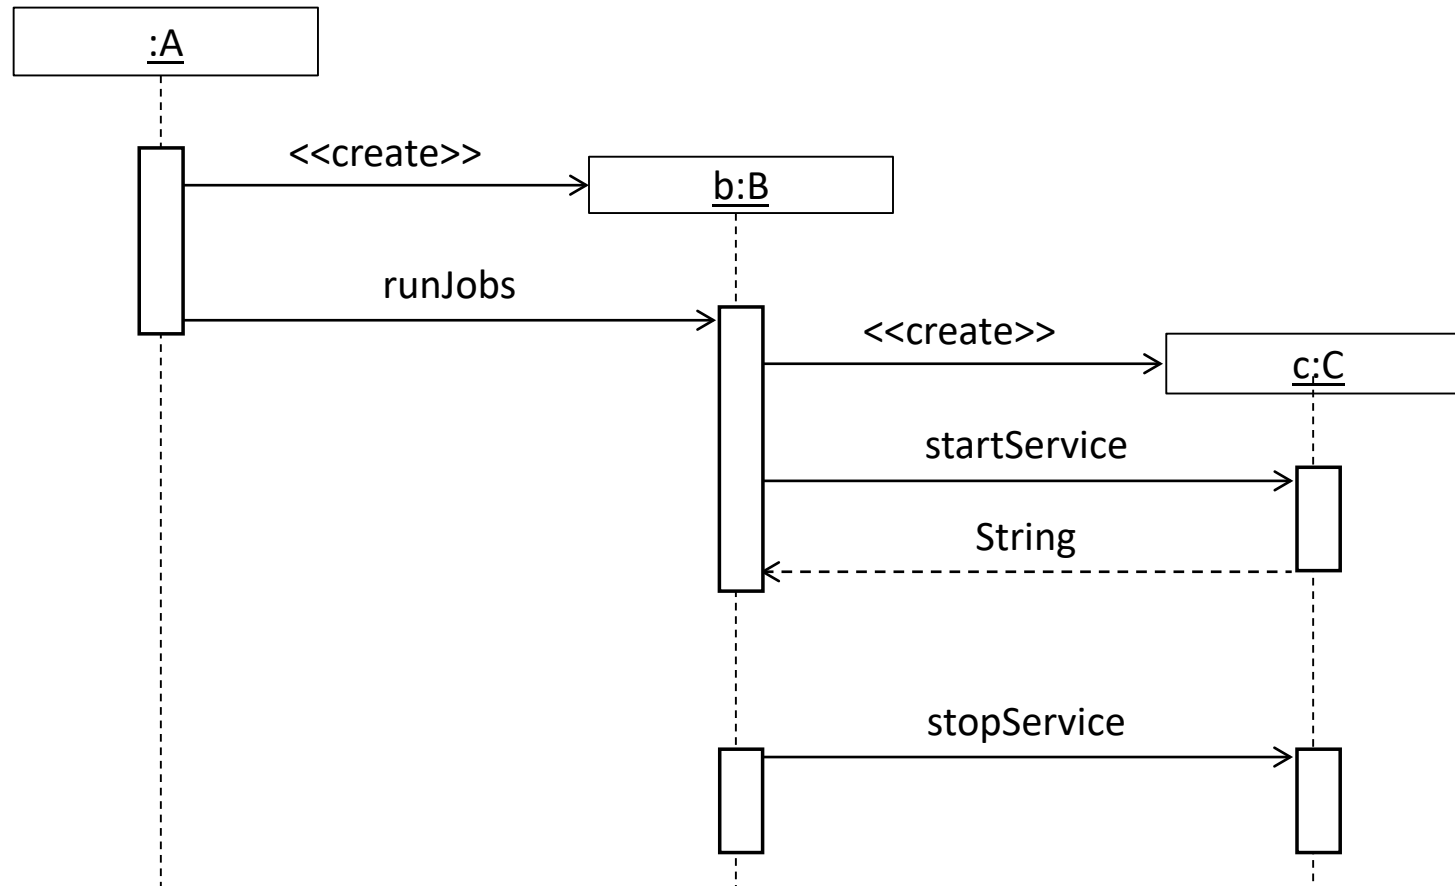 :A
<<create>>
b:B
runJobs
<<create>>
c:C
startService
String
stopService